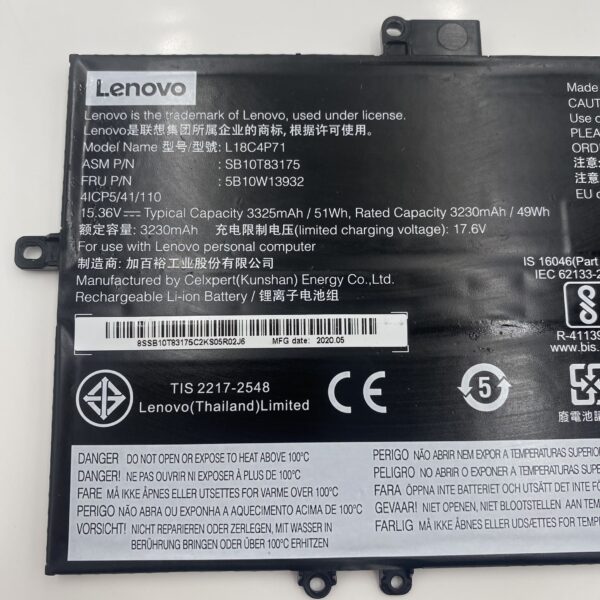 Lenovo
Lenovo is the trademark of Lenovo, used under license.
Lenovo是联想集团所属企业的商标, 根据许可使用。
Model Name 型号/型號: L18C4P71
ASM P/N : SB10T83175
FRU P/N : 5B10W13932
4ICP5/41/110
15.36V⎓ Typical Capacity 3325mAh / 51Wh, Rated Capacity 3230mAh / 49Wh
额定容量: 3230mAh 充电限制电压(limited charging voltage): 17.6V
For use with Lenovo personal computer
制造商: 加百裕工业股份有限公司
Manufactured by Celxpert(Kunshan) Energy Co.,Ltd.
Rechargeable Li-ion Battery / 锂离子电池组
8SSB10T83175C2KS05R02J6 MFG date: 2020.05
TIS 2217-2548
Lenovo(Thailand)Limited
CE
5
Made
CAUT
Use o
PLEA
ORDI
注意:
注意
EU c
IS 16046(Part
IEC 62133-2
R-41139
www.bis.
廢電池請
DANGER DO NOT OPEN OR EXPOSE TO HEAT ABOVE 100°C
DANGER! NE PAS OUVRIR NI EXPOSER À PLUS DE 100°C
FARE MÅ IKKE ÅPNES ELLER UTSETTES FOR VARME OVER 100°C
PERIGO NÃO ABRA OU EXPONHA A AQUECIMENTO ACIMA DE 100°C
VORSICHT! NICHT REPARIEREN ODER ZERLEGEN, MIT WASSER IN
BERÜHRUNG BRINGEN ODER ÜBER 100°C ERHITZEN
PERIGO NÃO ABRIR NEM EXPOR A TEMPERATURAS SUPERIOR
PELIGRO NO ABRIR O EXPONER A TEMPERATURAS SUPER
FARA ÖPPNA INTE BATTERIET OCH UTSÄTT DET INTE FÖ
GEVAAR! NIET OPENEN, NIET BLOOTSTELLEN AAN TEM
FARLIG MÅ IKKE ÅBNES ELLER UDSÆTTES FOR TEMP